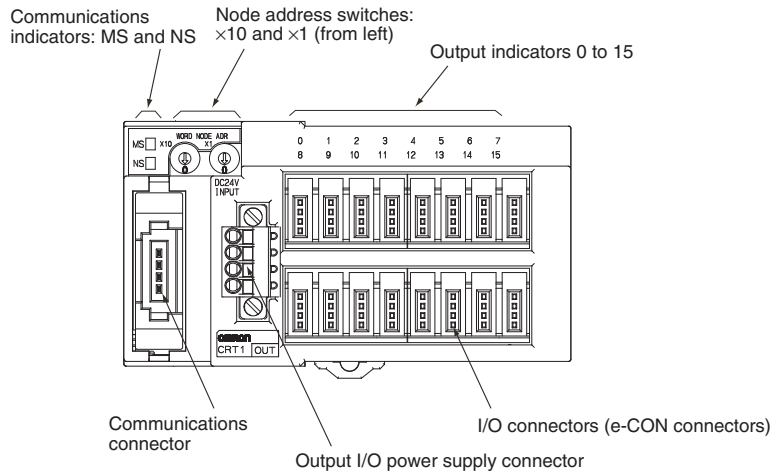 Communications
indicators: MS and NS
Node address switches:
×10 and ×1 (from left)
Output indicators 0 to 15
MS
NS
WORD NODE ADR
X10 X1
0 1 2 3 4 5 6 7
8 9 10 11 12 13 14 15
DC24V
INPUT
OMRON
CRT1 OUT
Communications
connector
Output I/O power supply connector
I/O connectors (e-CON connectors)